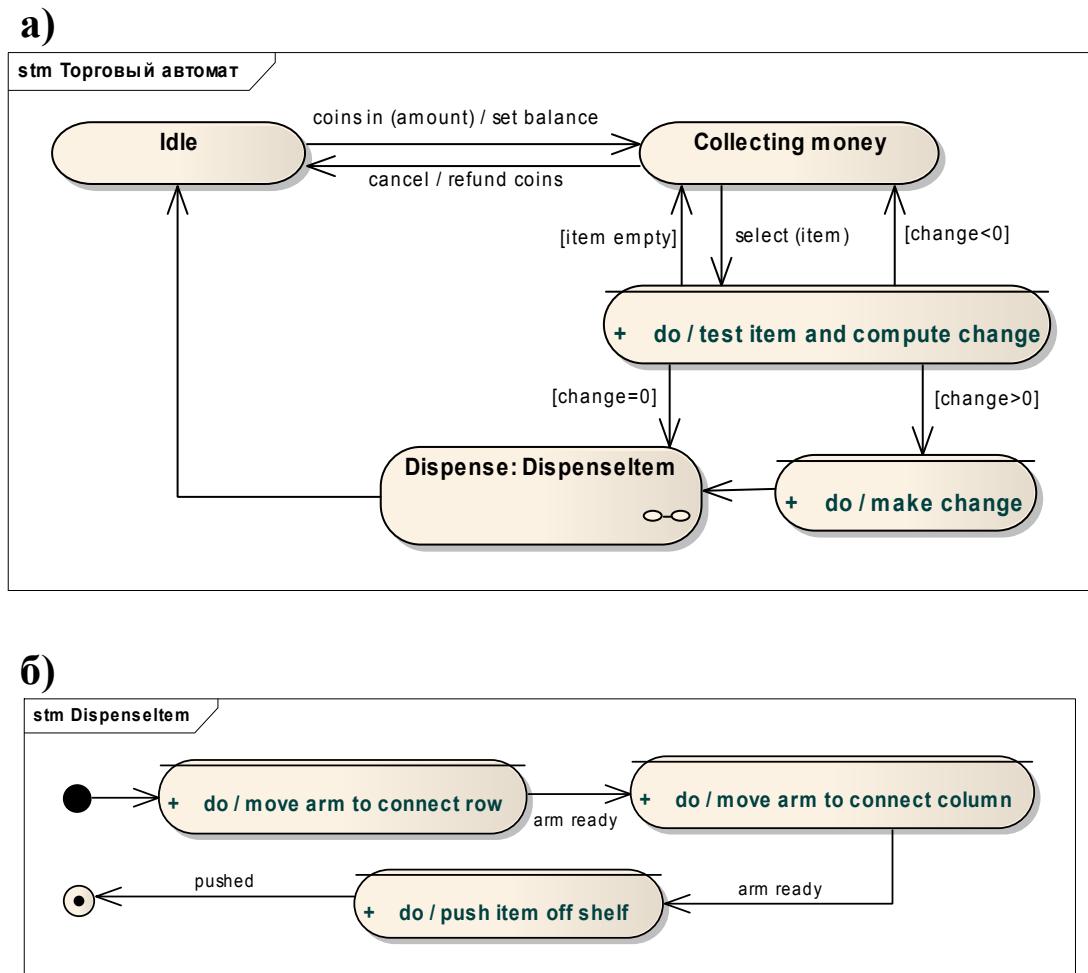 а)
stm Торговый автомат
coins in (amount) / set balance
Idle
Collecting money
cancel / refund coins
[item empty]
select (item)
[change<0]
+ do / test item and compute change
[change=0]
[change>0]
Dispense: DispenseItem
+ do / make change
б)
stm DispenseItem
+ do / move arm to connect row
+ do / move arm to connect column
arm ready
pushed
arm ready
+ do / push item off shelf